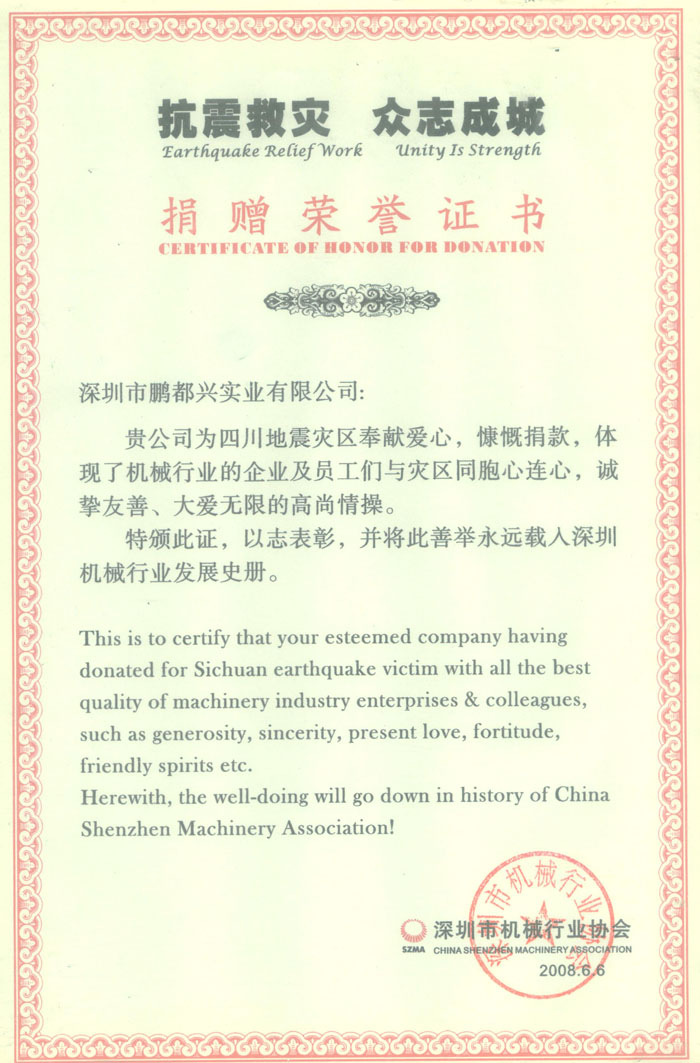 抗震救灾 众志成城
Earthquake Relief Work Unity Is Strength
捐赠荣誉证书
CERTIFICATE OF HONOR FOR DONATION
深圳市鹏都兴实业有限公司:
贵公司为四川地震灾区奉献爱心，慷慨捐款，体
现了机械行业的企业及员工们与灾区同胞心连心，诚
挚友善、大爱无限的高尚情操。
特颁此证，以志表彰，并将此善举永远载入深圳
机械行业发展史册。
This is to certify that your esteemed company having
donated for Sichuan earthquake victim with all the best
quality of machinery industry enterprises & colleagues,
such as generosity, sincerity, present love, fortitude,
friendly spirits etc.
Herewith, the well-doing will go down in history of China
Shenzhen Machinery Association!
深圳市机械行业协会
SZMA
深圳市机械行业协会
CHINA SHENZHEN MACHINERY ASSOCIATION
2008.6.6